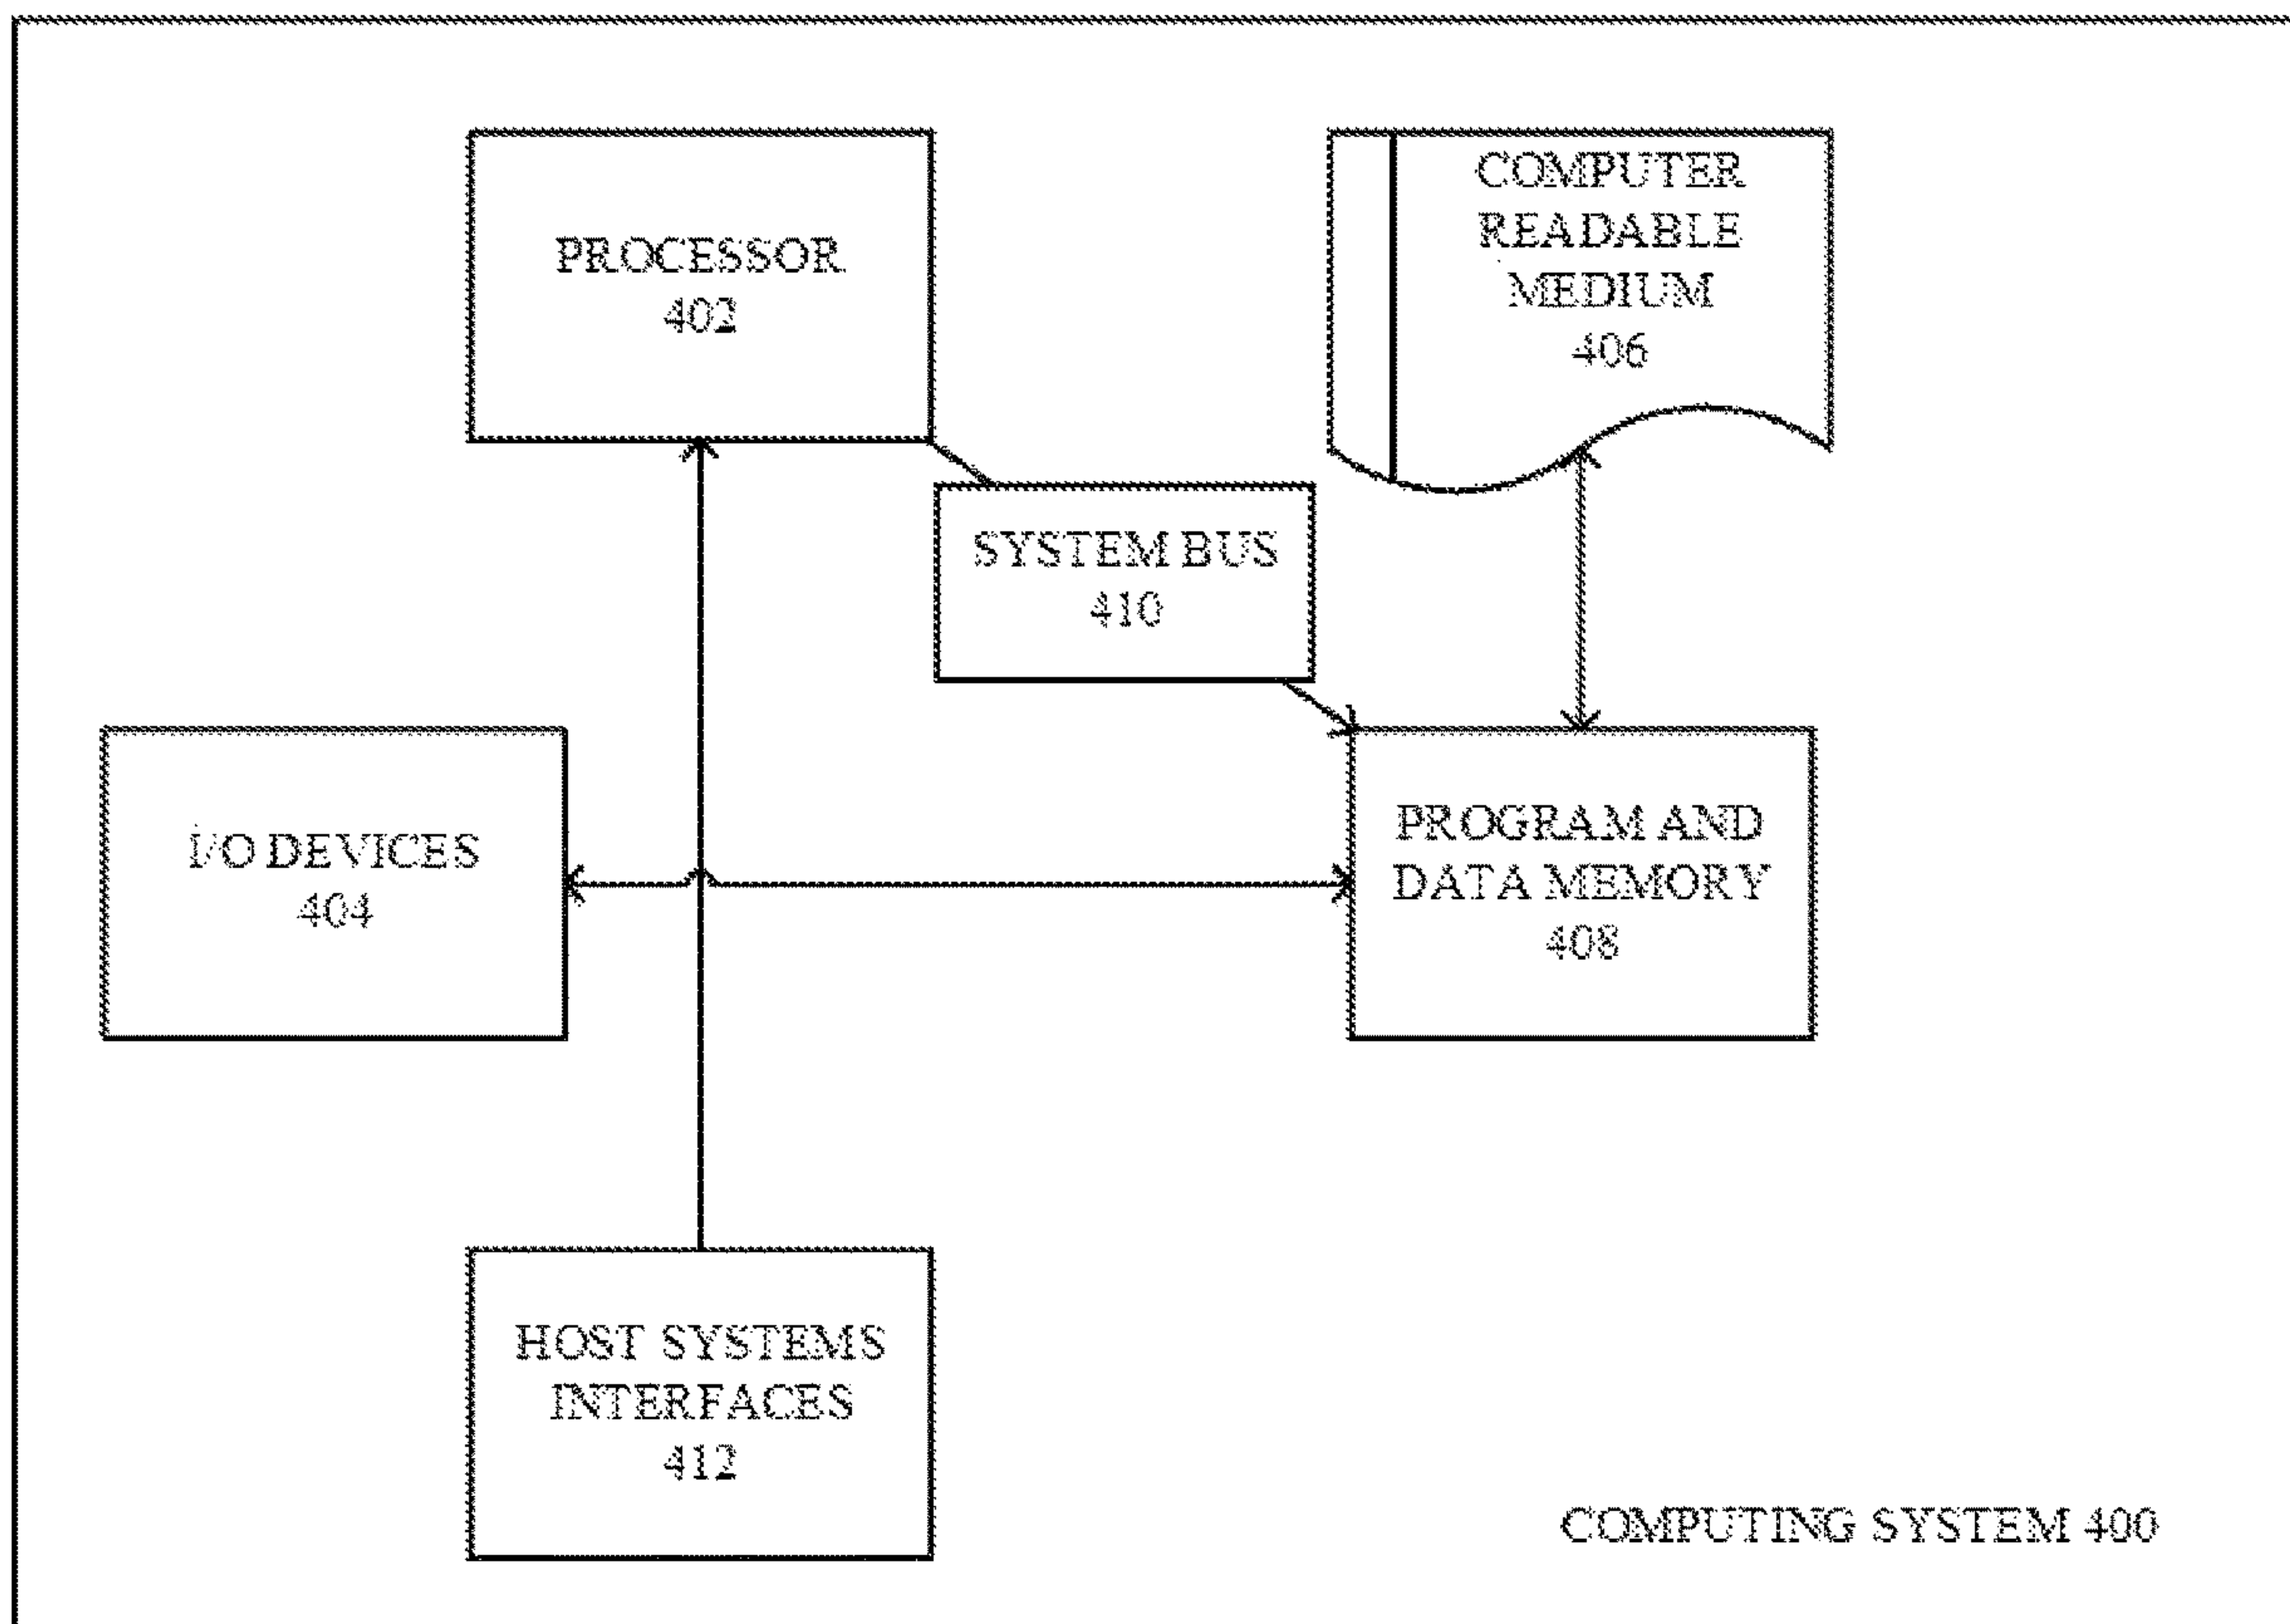 PROCESSOR
402
COMPUTER
READABLE
MEDIUM
406
SYSTEM BUS
410
I/O DEVICES
404
PROGRAM AND
DATA MEMORY
408
HOST SYSTEMS
INTERFACES
412
COMPUTING SYSTEM 400